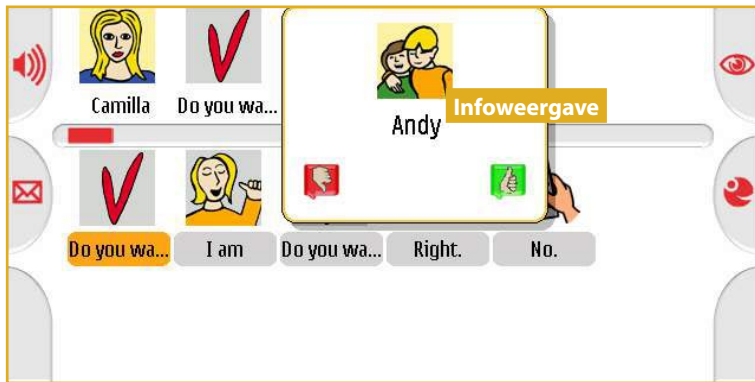 Camilla
Do you wa...
Andy
Infoweergave
Do you wa...
I am
Do you wa...
Right.
No.